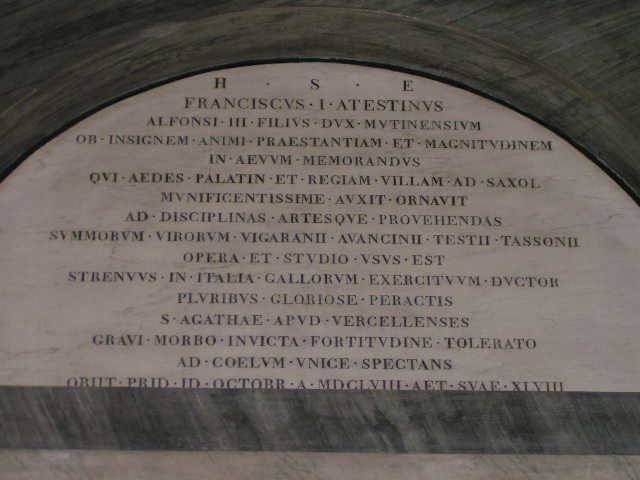 H · S · E
FRANCISCVS · I · ATESTINVS
ALFONSI · III · FILIVS · DVX · MVTINENSIVM
OB · INSIGNEM · ANIMI · PRAESTANTIAM · ET · MAGNITVDINEM
IN · AEVVM · MEMORANDVS
QVI · AEDES · PALATIN · ET · REGIAM · VILLAM · AD · SAXOL
MVNIFICENTISSIME · AVXIT · ORNAVIT
AD · DISCIPLINAS · ARTESQVE · PROVEHENDAS
SVMMORVM · VIRORVM · VIGARANII · AVANCINII · TESTII · TASSONII
OPERA · ET · STVDIO · VSVS · EST
STRENVVS · IN · ITALIA · GALLORVM · EXERCITVVM · DVCTOR
PLVRIBVS · GLORIOSE · PERACTIS
S · AGATHAE · APVD · VERCELLENSES
GRAVI · MORBO · INVICTA · FORTITVDINE · TOLERATO
AD · COELVM · VNICE · SPECTANS
OBIIT · PRID · ID · OCTOBR · A · MDCLVIII · AET · SVAE · XLVIII